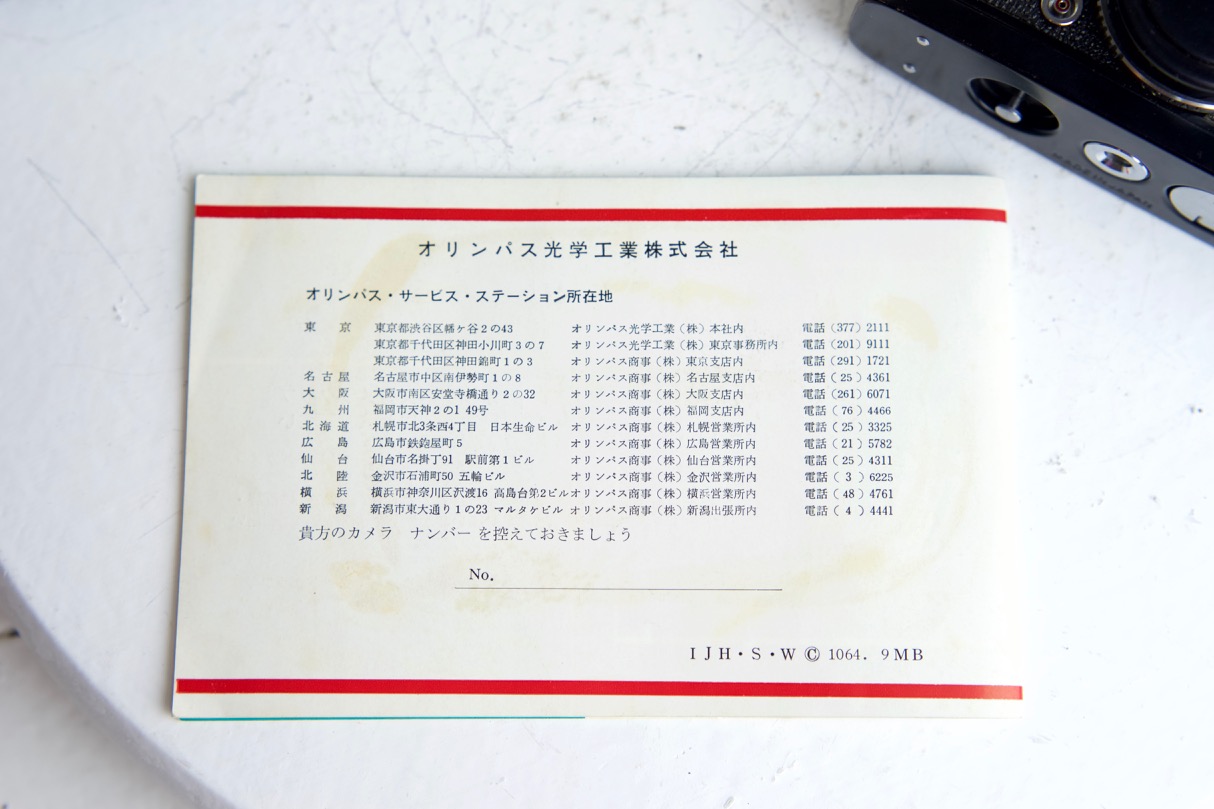 オリンパス光学工業株式会社
オリンパス・サービス・ステーション所在地
東京 東京都渋谷区幡ケ谷2の43 オリンパス光学工業(株)本社内 電話(377)2111
東京都千代田区神田小川町3の7 オリンパス光学工業(株)東京事務所内 電話(201)9111
東京都千代田区神田錦町1の3 オリンパス商事(株)東京支店内 電話(291)1721
名古屋 名古屋市中区南伊勢町1の8 オリンパス商事(株)名古屋支店内 電話(25)4361
大阪 大阪市南区安堂寺橋通り2の32 オリンパス商事(株)大阪支店内 電話(261)6071
九州 福岡市天神2の1 49号 オリンパス商事(株)福岡支店内 電話(76)4466
北海道 札幌市北3条西4丁目 日本生命ビル オリンパス商事(株)札幌営業所内 電話(25)3325
広島 広島市鉄砲屋町5 オリンパス商事(株)広島営業所内 電話(21)5782
仙台 仙台市名掛丁91 駅前第1ビル オリンパス商事(株)仙台営業所内 電話(25)4311
北陸 金沢市石浦町50 五輪ビル オリンパス商事(株)金沢営業所内 電話(3)6225
横浜 横浜市神奈川区沢渡16 高島台第2ビル オリンパス商事(株)横浜営業所内 電話(48)4761
新潟 新潟市東大通り1の23 マルタケビル オリンパス商事(株)新潟出張所内 電話(4)4441
貴方のカメラ ナンバー を控えておきましょう
No.
IJH・S・W © 1064. 9MB